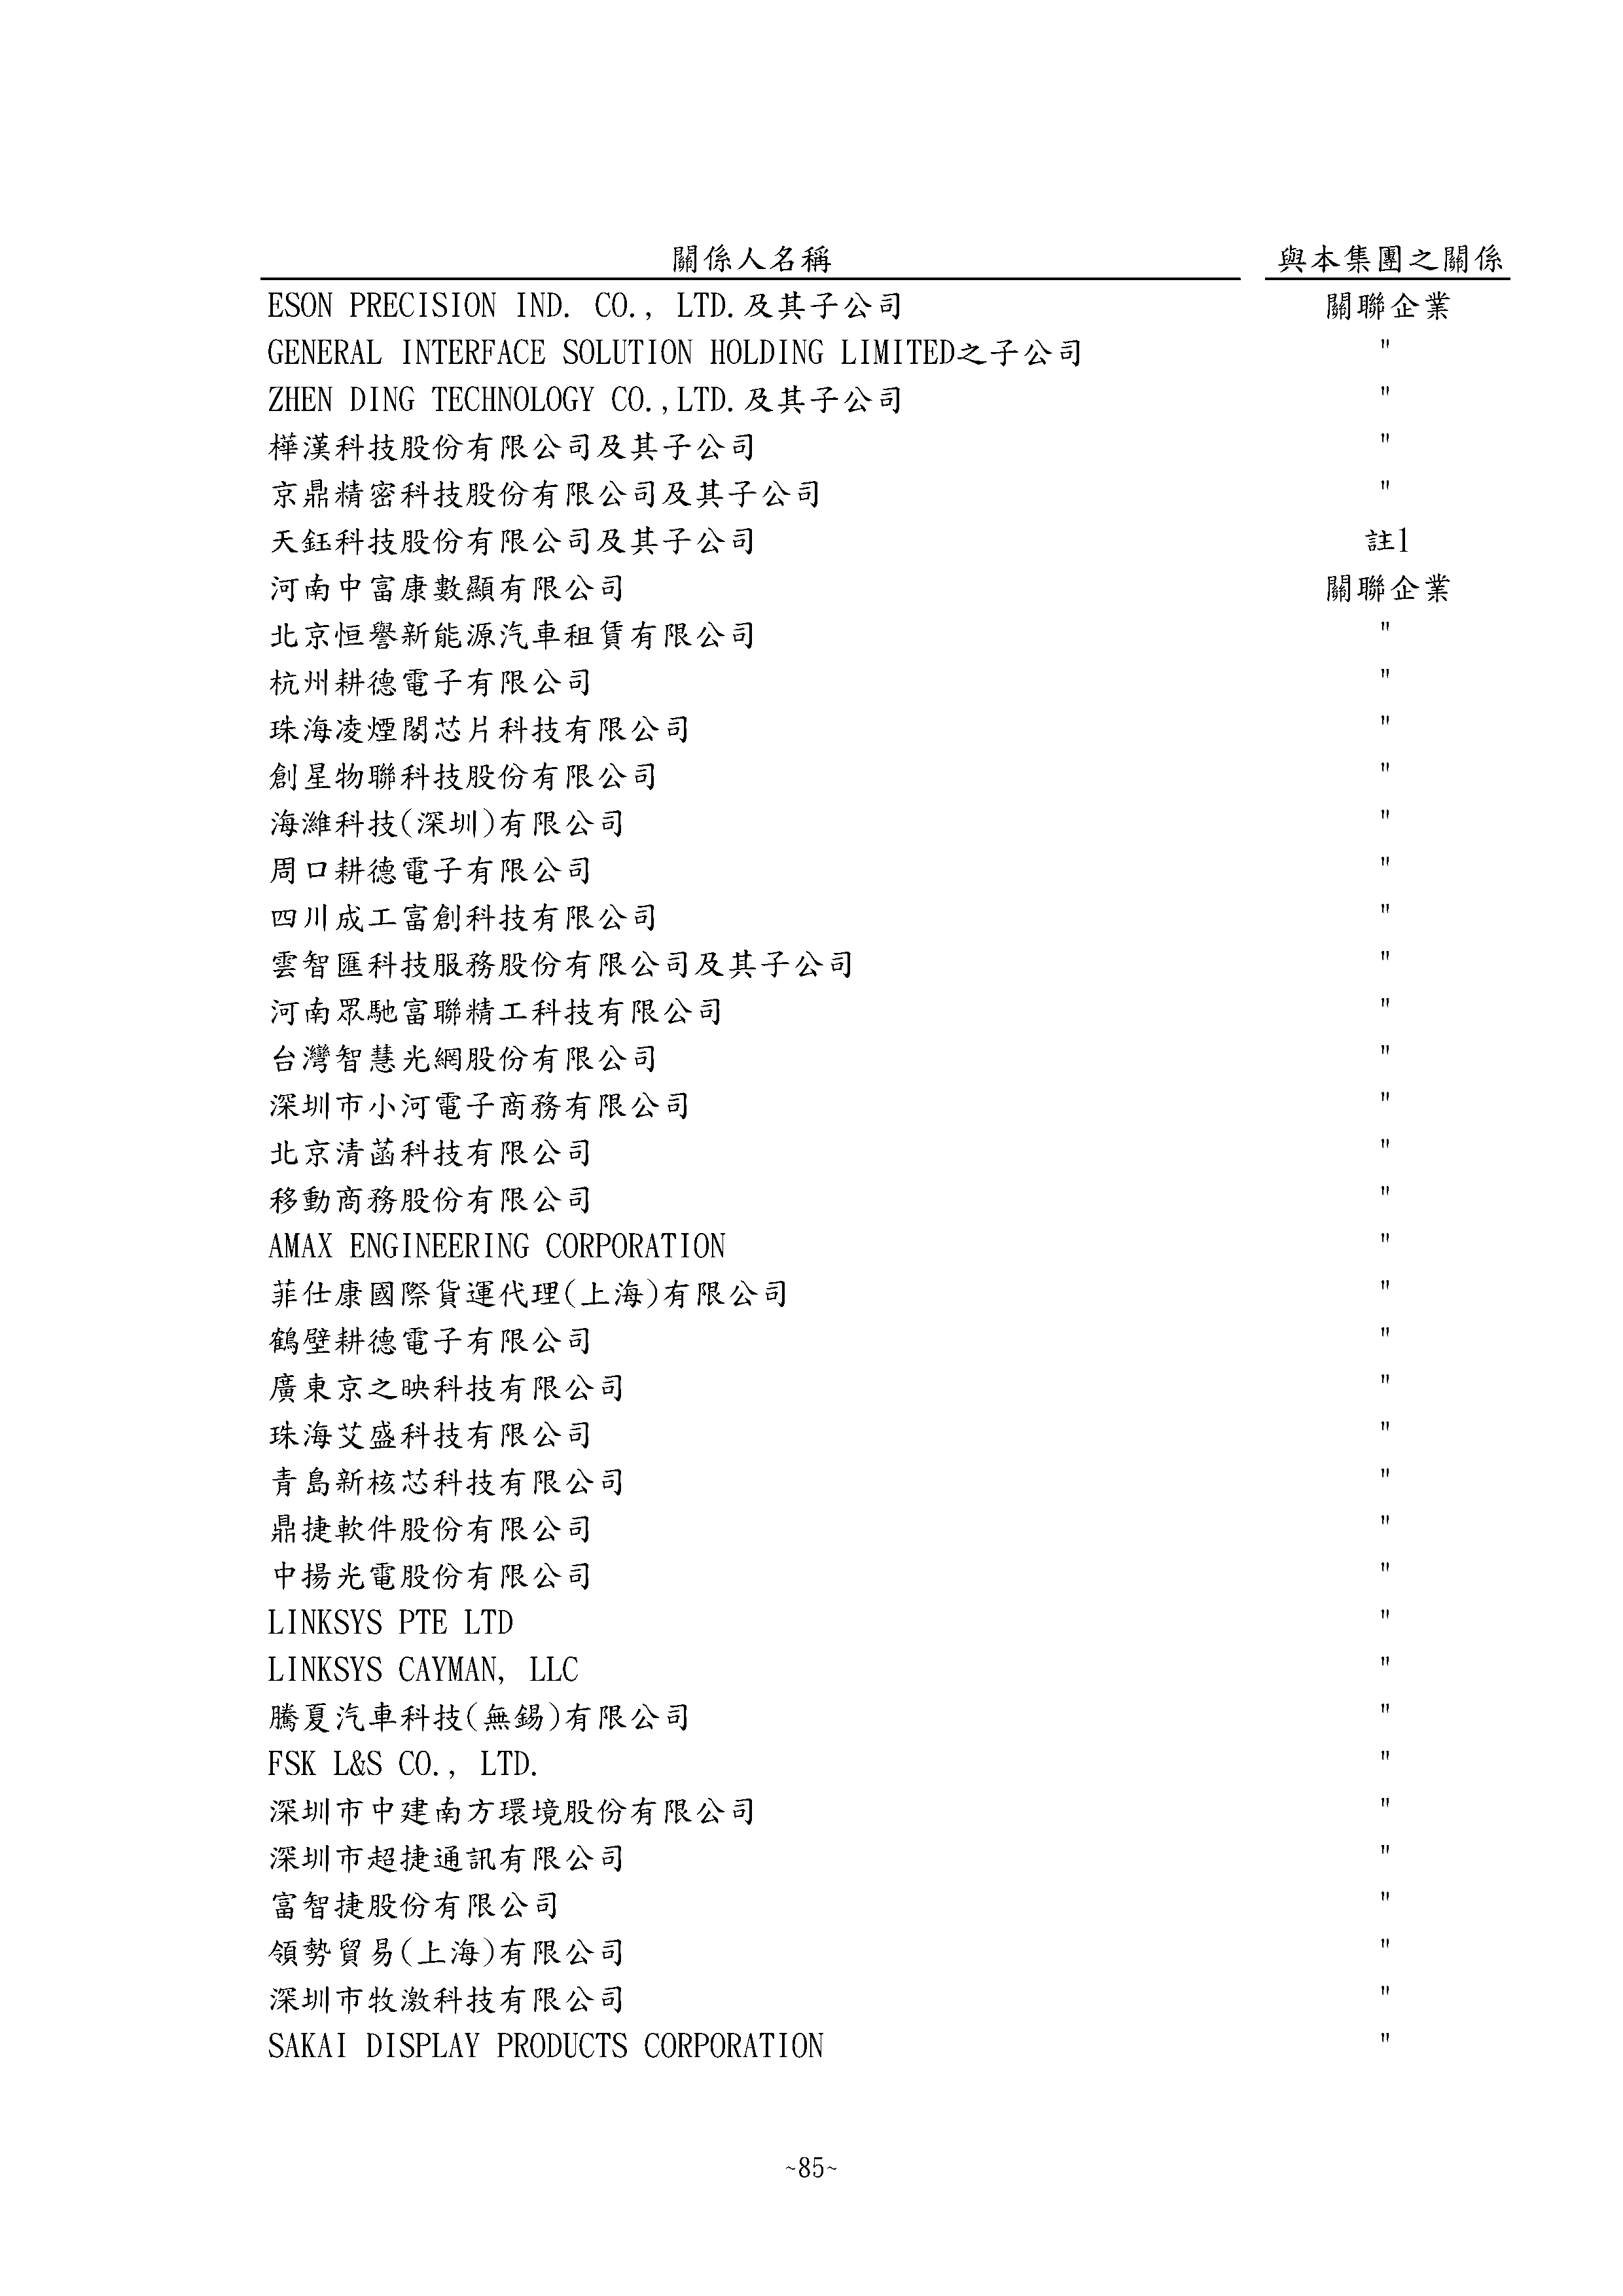 關係人名稱 與本集團之關係
ESON PRECISION IND. CO., LTD.及其子公司 關聯企業
GENERAL INTERFACE SOLUTION HOLDING LIMITED之子公司 "
ZHEN DING TECHNOLOGY CO.,LTD.及其子公司 "
樺漢科技股份有限公司及其子公司 "
京鼎精密科技股份有限公司及其子公司 "
天鈺科技股份有限公司及其子公司 註1
河南中富康數顯有限公司 關聯企業
北京恒譽新能源汽車租賃有限公司 "
杭州耕德電子有限公司 "
珠海凌煙閣芯片科技有限公司 "
創星物聯科技股份有限公司 "
海濰科技(深圳)有限公司 "
周口耕德電子有限公司 "
四川成工富創科技有限公司 "
雲智匯科技服務股份有限公司及其子公司 "
河南眾馳富聯精工科技有限公司 "
台灣智慧光網股份有限公司 "
深圳市小河電子商務有限公司 "
北京清菡科技有限公司 "
移動商務股份有限公司 "
AMAX ENGINEERING CORPORATION "
菲仕康國際貨運代理(上海)有限公司 "
鶴壁耕德電子有限公司 "
廣東京之映科技有限公司 "
珠海艾盛科技有限公司 "
青島新核芯科技有限公司 "
鼎捷軟件股份有限公司 "
中揚光電股份有限公司 "
LINKSYS PTE LTD "
LINKSYS CAYMAN, LLC "
騰夏汽車科技(無錫)有限公司 "
FSK L&S CO., LTD. "
深圳市中建南方環境股份有限公司 "
深圳市超捷通訊有限公司 "
富智捷股份有限公司 "
領勢貿易(上海)有限公司 "
深圳市牧激科技有限公司 "
SAKAI DISPLAY PRODUCTS CORPORATION "
~85~